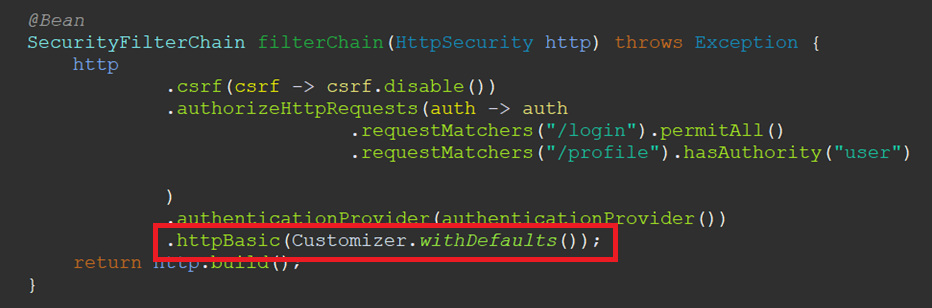 @Bean
SecurityFilterChain filterChain(HttpSecurity http) throws Exception {
http
.csrf(csrf -> csrf.disable())
.authorizeHttpRequests(auth -> auth
.requestMatchers("/login").permitAll()
.requestMatchers("/profile").hasAuthority("user")
)
.authenticationProvider(authenticationProvider())
.httpBasic(Customizer.withDefaults());
return http.build();
}